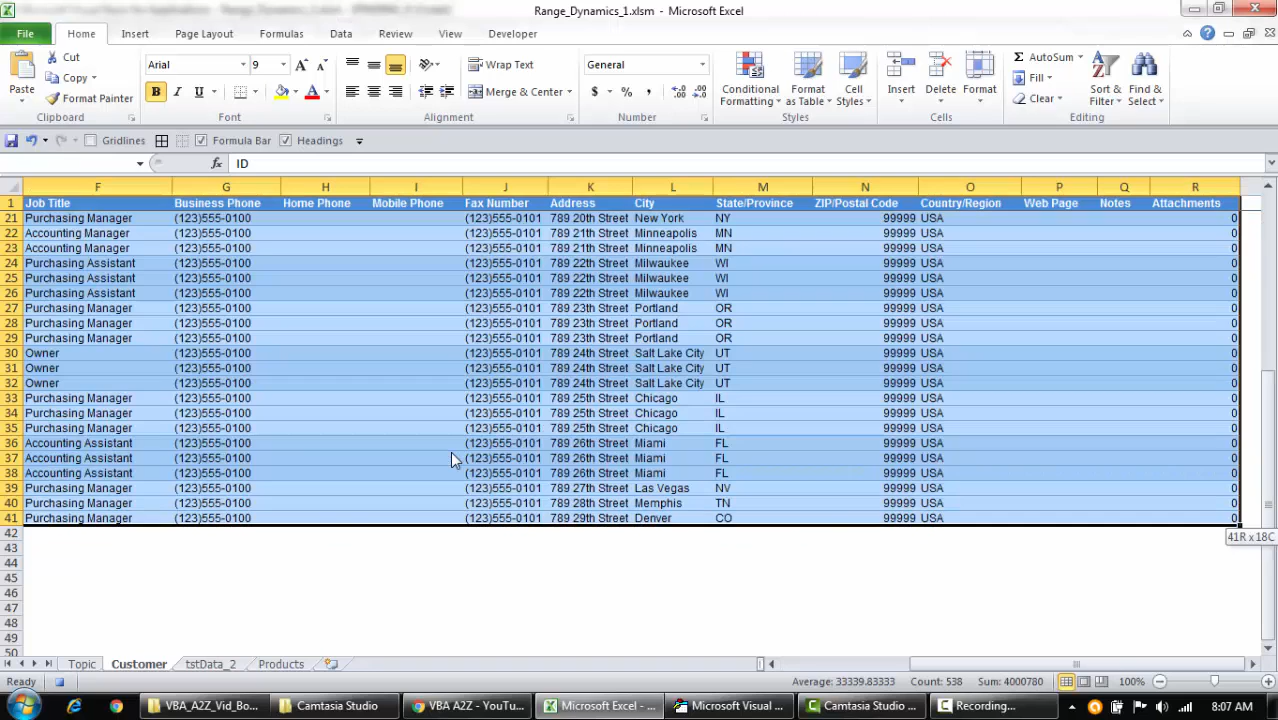 Range_Dynamics_1.xlsm - Microsoft Excel
File Home Insert Page Layout Formulas Data Review View Developer
Cut
Copy
Format Painter
Paste
Clipboard
Arial 9
B I U
Font
Wrap Text
Merge & Center
Alignment
General
$ % ,
Number
Conditional Formatting
Format as Table
Cell Styles
Styles
Insert Delete Format
Cells
AutoSum
Fill
Clear
Sort & Filter
Find & Select
Editing
Gridlines Formula Bar Headings
fx ID
F G H I J K L M N O P Q R
1 Job Title Business Phone Home Phone Mobile Phone Fax Number Address City State/Province ZIP/Postal Code Country/Region Web Page Notes Attachments
21 Purchasing Manager (123)555-0100 (123)555-0101 789 20th Street New York NY 99999 USA 0
22 Accounting Manager (123)555-0100 (123)555-0101 789 21th Street Minneapolis MN 99999 USA 0
23 Accounting Manager (123)555-0100 (123)555-0101 789 21th Street Minneapolis MN 99999 USA 0
24 Purchasing Assistant (123)555-0100 (123)555-0101 789 22th Street Milwaukee WI 99999 USA 0
25 Purchasing Assistant (123)555-0100 (123)555-0101 789 22th Street Milwaukee WI 99999 USA 0
26 Purchasing Assistant (123)555-0100 (123)555-0101 789 22th Street Milwaukee WI 99999 USA 0
27 Purchasing Manager (123)555-0100 (123)555-0101 789 23th Street Portland OR 99999 USA 0
28 Purchasing Manager (123)555-0100 (123)555-0101 789 23th Street Portland OR 99999 USA 0
29 Purchasing Manager (123)555-0100 (123)555-0101 789 23th Street Portland OR 99999 USA 0
30 Owner (123)555-0100 (123)555-0101 789 24th Street Salt Lake City UT 99999 USA 0
31 Owner (123)555-0100 (123)555-0101 789 24th Street Salt Lake City UT 99999 USA 0
32 Owner (123)555-0100 (123)555-0101 789 24th Street Salt Lake City UT 99999 USA 0
33 Purchasing Manager (123)555-0100 (123)555-0101 789 25th Street Chicago IL 99999 USA 0
34 Purchasing Manager (123)555-0100 (123)555-0101 789 25th Street Chicago IL 99999 USA 0
35 Purchasing Manager (123)555-0100 (123)555-0101 789 25th Street Chicago IL 99999 USA 0
36 Accounting Assistant (123)555-0100 (123)555-0101 789 26th Street Miami FL 99999 USA 0
37 Accounting Assistant (123)555-0100 (123)555-0101 789 26th Street Miami FL 99999 USA 0
38 Accounting Assistant (123)555-0100 (123)555-0101 789 26th Street Miami FL 99999 USA 0
39 Purchasing Manager (123)555-0100 (123)555-0101 789 27th Street Las Vegas NV 99999 USA 0
40 Purchasing Manager (123)555-0100 (123)555-0101 789 28th Street Memphis TN 99999 USA 0
41 Purchasing Manager (123)555-0100 (123)555-0101 789 29th Street Denver CO 99999 USA 0
42
41R x 18C
43
44
45
46
47
48
49
50
Topic Customer tstData_2 Products
Ready Average: 33339.83333 Count: 538 Sum: 4000780 100%
VBA_A2Z_Vid_Bo... Camtasia Studio VBA A2Z - YouTu... Microsoft Excel - ... Microsoft Visual ... Camtasia Studio ... Recording... 8:07 AM